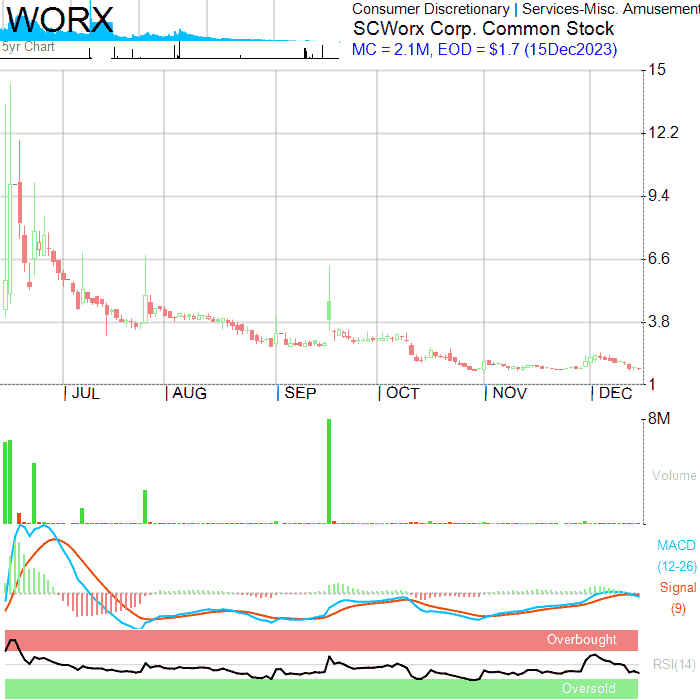 WORX
5yr Chart
Consumer Discretionary | Services-Misc. Amusement
SCWorx Corp. Common Stock
MC = 2.1M, EOD = $1.7 (15Dec2023)
15
12.2
9.4
6.6
3.8
1
JUL
AUG
SEP
OCT
NOV
DEC
8M
Volume
MACD
(12-26)
Signal
(9)
Overbought
RSI(14)
Oversold